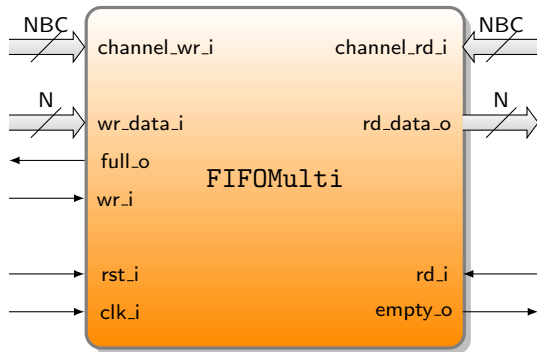 NBC
NBC
channel_wr_i
channel_rd_i
N
N
wr_data_i
rd_data_o
full_o
FIFOMulti
wr_i
rst_i
rd_i
clk_i
empty_o